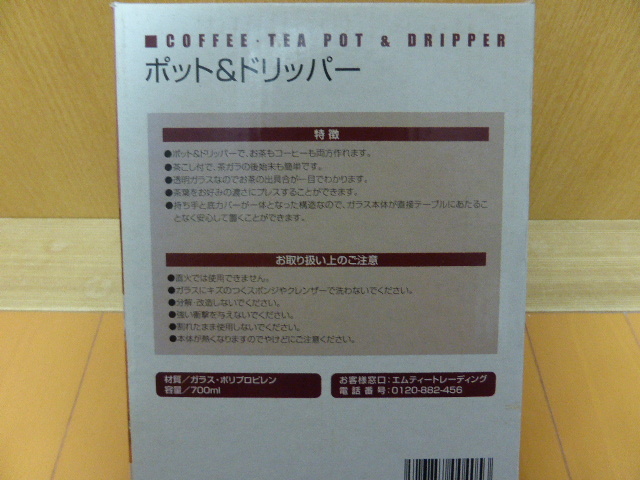 ■ COFFEE・TEA POT & DRIPPER
ポット&ドリッパー
特徴
●ポット&ドリッパーで、お茶もコーヒーも両方作れます。
●茶こし付で、茶ガラの後始末も簡単です。
●透明ガラスなのでお茶の出具合が一目でわかります。
●茶葉をお好みの濃さにプレスすることができます。
●持ち手と底カバーが一体となった構造なので、ガラス本体が直接テーブルにあたるこ
となく安心して置くことができます。
お取り扱い上のご注意
●直火では使用できません。
●ガラスにキズのつくスポンジやクレンザーで洗わないでください。
●分解・改造しないでください。
●強い衝撃を与えないでください。
●割れたまま使用しないでください。
●本体が熱くなりますのでやけどにご注意ください。
材質／ガラス・ポリプロピレン
容量／700ml
お客様窓口：エムティートレーディング
電話番号：0120-882-456